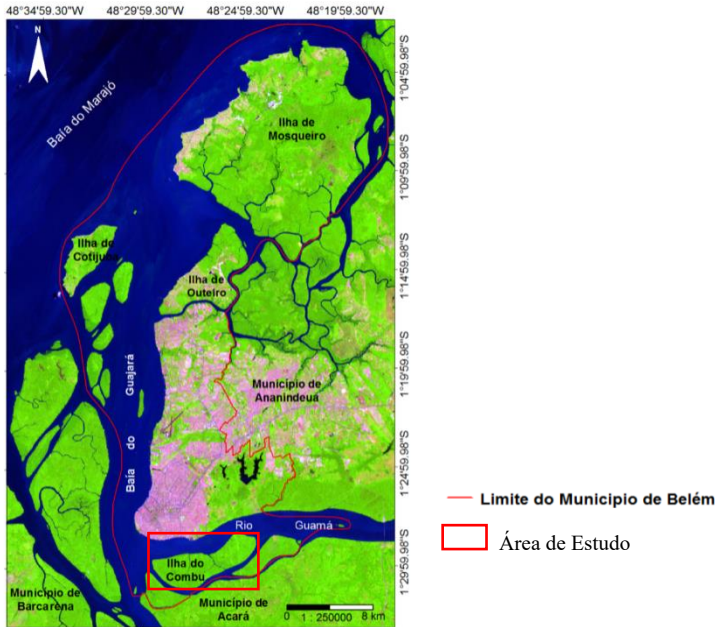 48°34'59.30"W 48°29'59.30"W 48°24'59.30"W 48°19'59.30"W
N
1°04'59.98"S
Baía do Marajó
Ilha de
Mosqueiro
1°09'59.98"S
Ilha de
Cotijuba
1°14'59.98"S
Ilha de
Outeiro
1°19'59.98"S
Baía do Guajará
Município de
Ananindeua
1°24'59.98"S
Rio Guamá
1°29'59.98"S
Ilha do
Combu
Município de
Barcarena
Município de
Acará
0 1 : 250000 8 km
Limite do Municipio de Belém
Área de Estudo